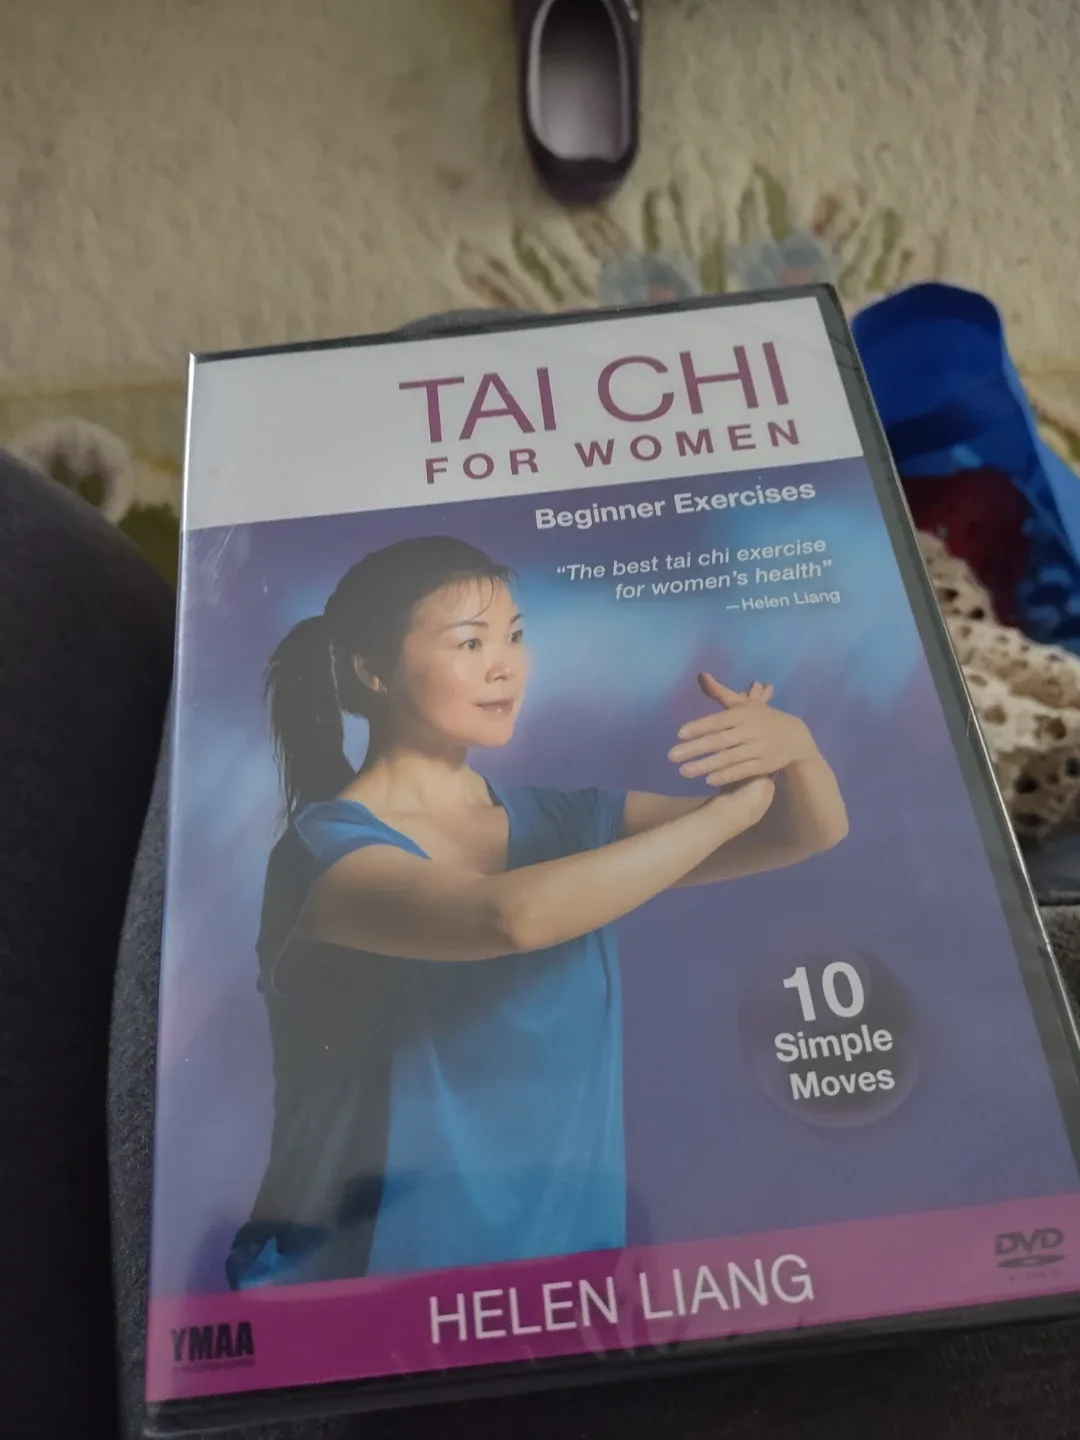 TAI CHI
FOR WOMEN
Beginner Exercises
“The best tai chi exercise
for women’s health”
—Helen Liang
10
Simple
Moves
HELEN LIANG
YMAA
DVD